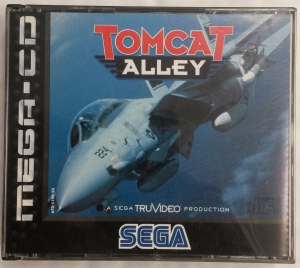 MEGA-CD
TOMCAT
ALLEY
A SEGA TRUVIDEO PRODUCTION
SEGA